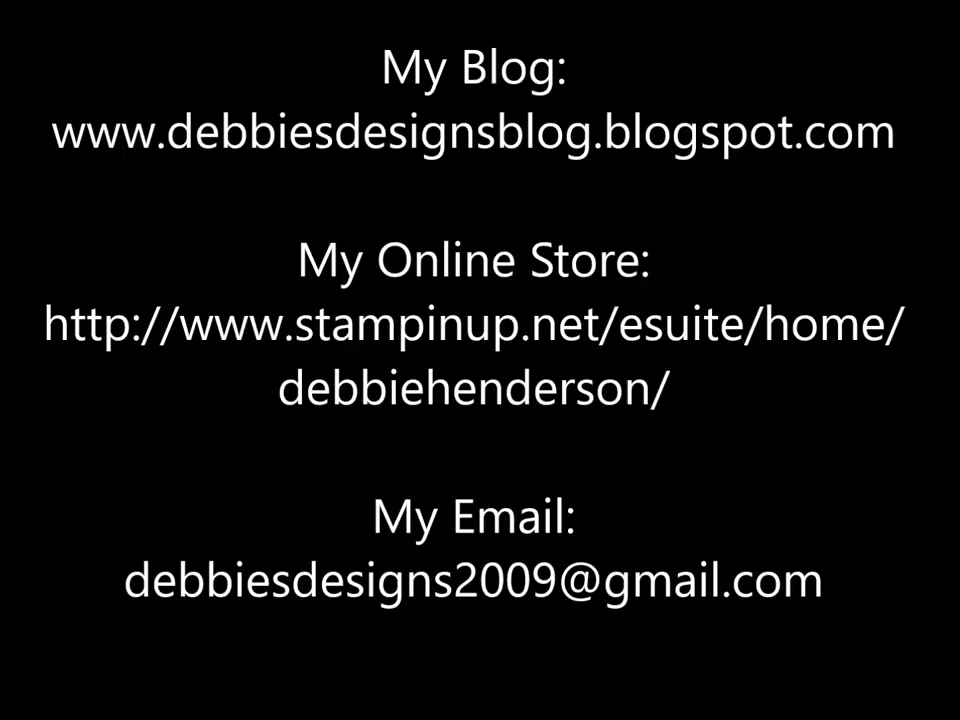 My Blog:
www.debbiesdesignsblog.blogspot.com
My Online Store:
http://www.stampinup.net/esuite/home/
debbiehenderson/
My Email:
debbiesdesigns2009@gmail.com